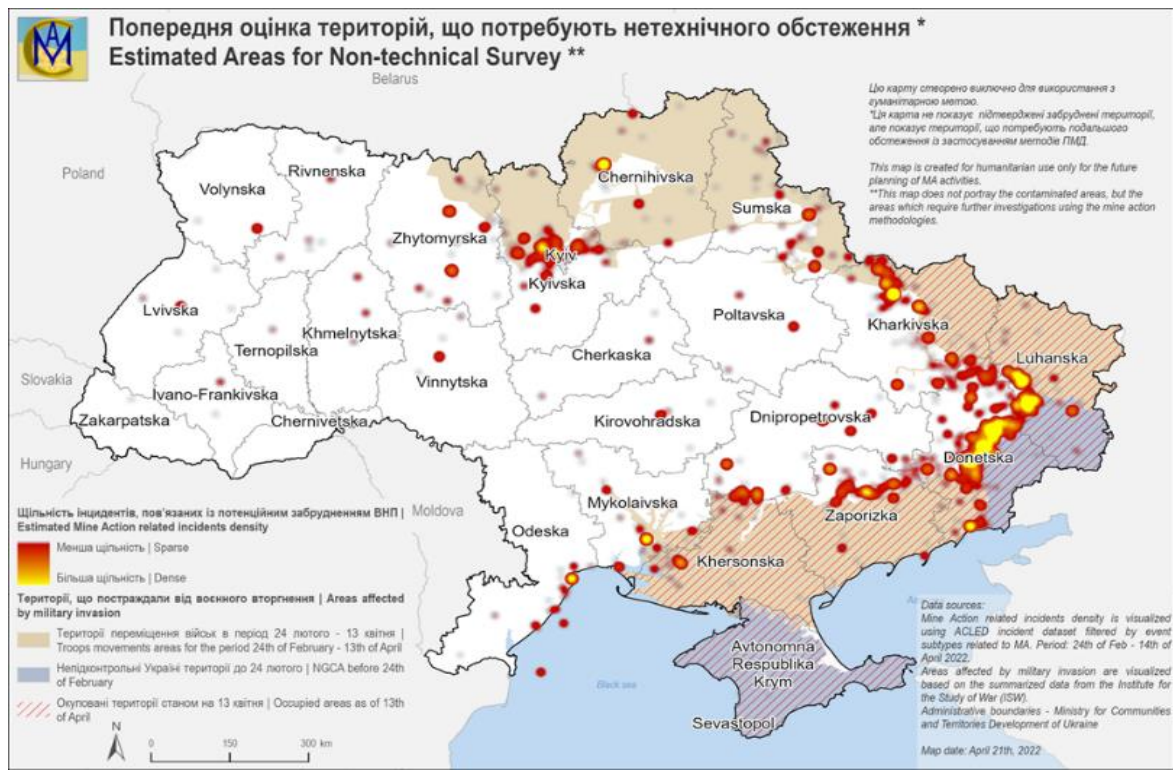 Попередня оцінка територій, що потребують нетехнічного обстеження *
Estimated Areas for Non-technical Survey **
Belarus
Poland
Slovakia
Hungary
Moldova
Цю карту створено виключно для використання з
гуманітарною метою.
*Ця карта не показує підтверджені забруднені території,
але показує території, що потребують подальшого
обстеження із застосуванням методів ПМД.
This map is created for humanitarian use only for the future
planning of MA activities.
**This map does not portray the contaminated areas, but the
areas which require further investigations using the mine action
methodologies.
Volynska
Rivnenska
Zhytomyrska
Kyiv
Kyivska
Chernihivska
Sumska
Lvivska
Ternopilska
Khmelnytska
Vinnytska
Cherkaska
Poltavska
Kharkivska
Luhanska
Zakarpatska
Ivano-Frankivska
Chernivetska
Kirovohradska
Dnipropetrovska
Donetska
Mykolaivska
Odeska
Zaporizka
Khersonska
Avtonomna
Respublika
Krym
Sevastopol
Black sea
Щільність інцидентів, пов'язаних із потенційним забрудненням ВНП |
Estimated Mine Action related incidents density
Менша щільність | Sparse
Більша щільність | Dense
Території, що постраждали від воєнного вторгнення | Areas affected
by military invasion
Території переміщення військ в період 24 лютого - 13 квітня |
Troops movements areas for the period 24th of February - 13th of April
Непідконтрольні Україні території до 24 лютого | NGCA before 24th
of February
Окуповані території станом на 13 квітня | Occupied areas as of 13th
of April
N
0 150 300 km
Data sources:
Mine Action related incidents density is visualized
using ACLED incident dataset filtered by event
subtypes related to MA. Period: 24th of Feb - 14th of
April 2022.
Areas affected by military invasion are visualized
based on the summarized data from the Institute for
the Study of War (ISW).
Administrative boundaries - Ministry for Communities
and Territories Development of Ukraine
Map date: April 21th, 2022